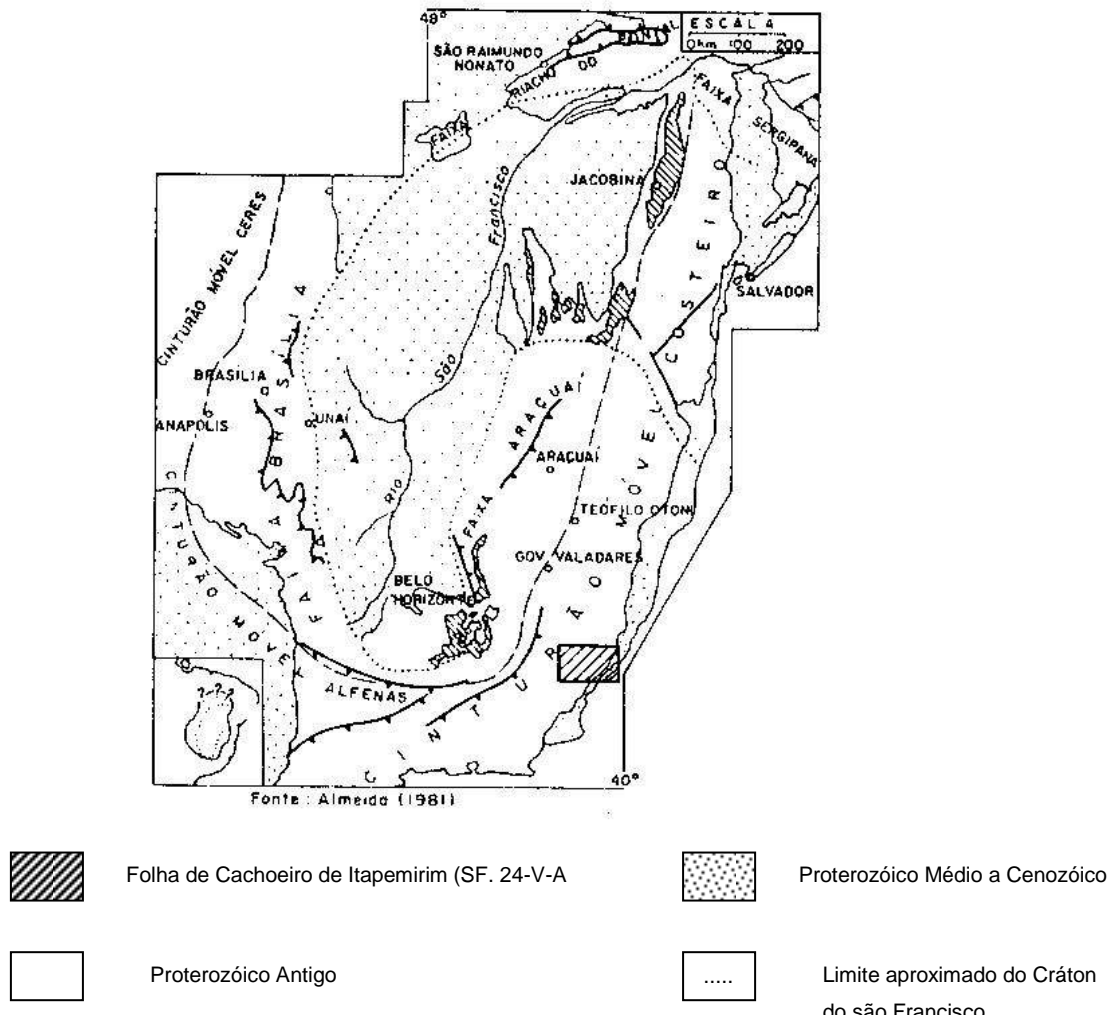 48°
ESCALA
0 km 100 200
SÃO RAIMUNDO
NONATO
RIACHO DO PONTAL
FAIXA
FAIXA
SERGIPANA
JACOBINA
Francisco
São
Rio
CINTURÃO MÓVEL CERES
COSTEIRO
SALVADOR
BRASÍLIA
ANAPOLIS
UNAÍ
FAIXA BRASÍLIA
FAIXA ARAÇUAÍ
ARAÇUAÍ
TEÓFILO OTONI
GOV. VALADARES
BELO
HORIZONTE
CINTURÃO MÓVEL
ALFENAS
CINTURÃO MÓVEL
?-?-?
40°
Fonte: Almeida (1981)
Folha de Cachoeiro de Itapemirim (SF. 24-V-A
Proterozóico Médio a Cenozóico
Proterozóico Antigo
.....
Limite aproximado do Cráton
do são Francisco